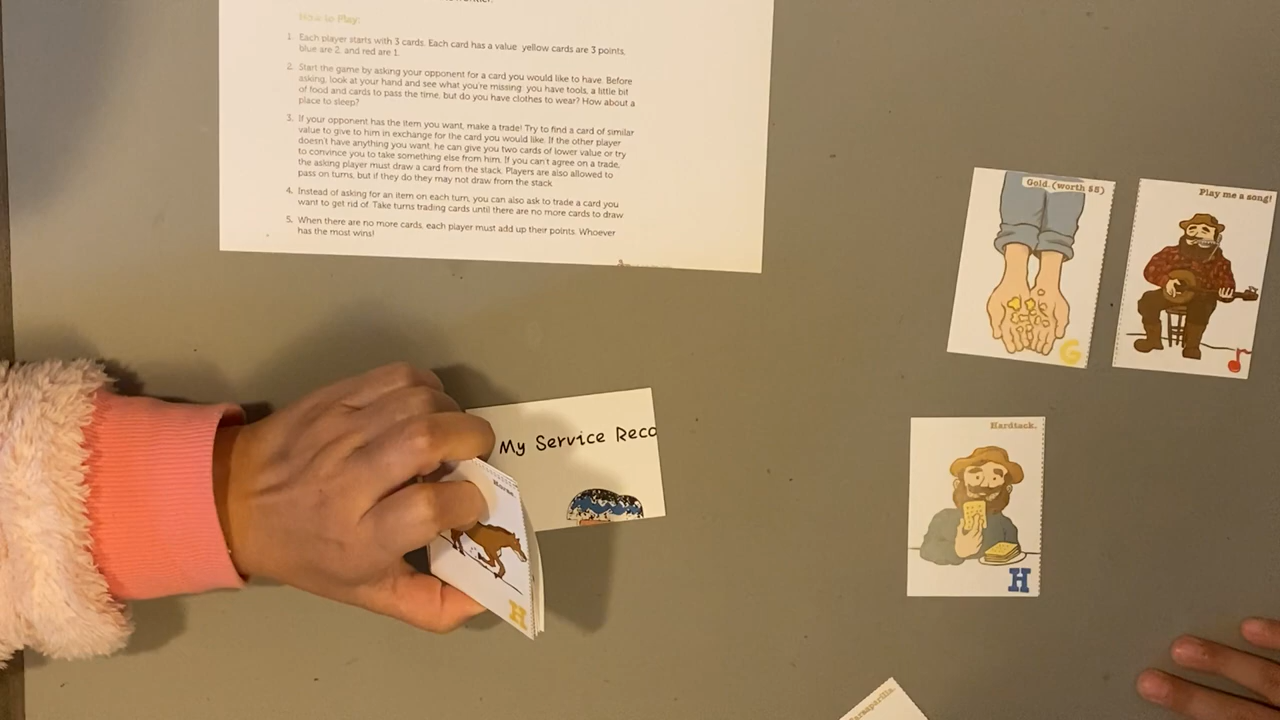 How to Play:
1. Each player starts with 3 cards. Each card has a value: yellow cards are 3 points,
blue are 2, and red are 1.
2. Start the game by asking your opponent for a card you would like to have. Before
asking, look at your hand and see what you're missing: you have tools, a little bit
of food and cards to pass the time, but do you have clothes to wear? How about a
place to sleep?
3. If your opponent has the item you want, make a trade! Try to find a card of similar
value to give to him in exchange for the card you would like. If the other player
doesn't have anything you want, he can give you two cards of lower value or try
to convince you to take something else from him. If you can't agree on a trade,
the asking player must draw a card from the stack. Players are also allowed to
pass on turns, but if they do they may not draw from the stack.
4. Instead of asking for an item on each turn, you can also ask to trade a card you
want to get rid of. Take turns trading cards until there are no more cards to draw
5. When there are no more cards, each player must add up their points. Whoever
has the most wins!
Gold. (worth $5)
G
Play me a song!
Hardtack.
H
My Service Reco
Horse.
H
Sarsaparilla.